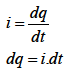 i = dq/dt
dq = i.dt